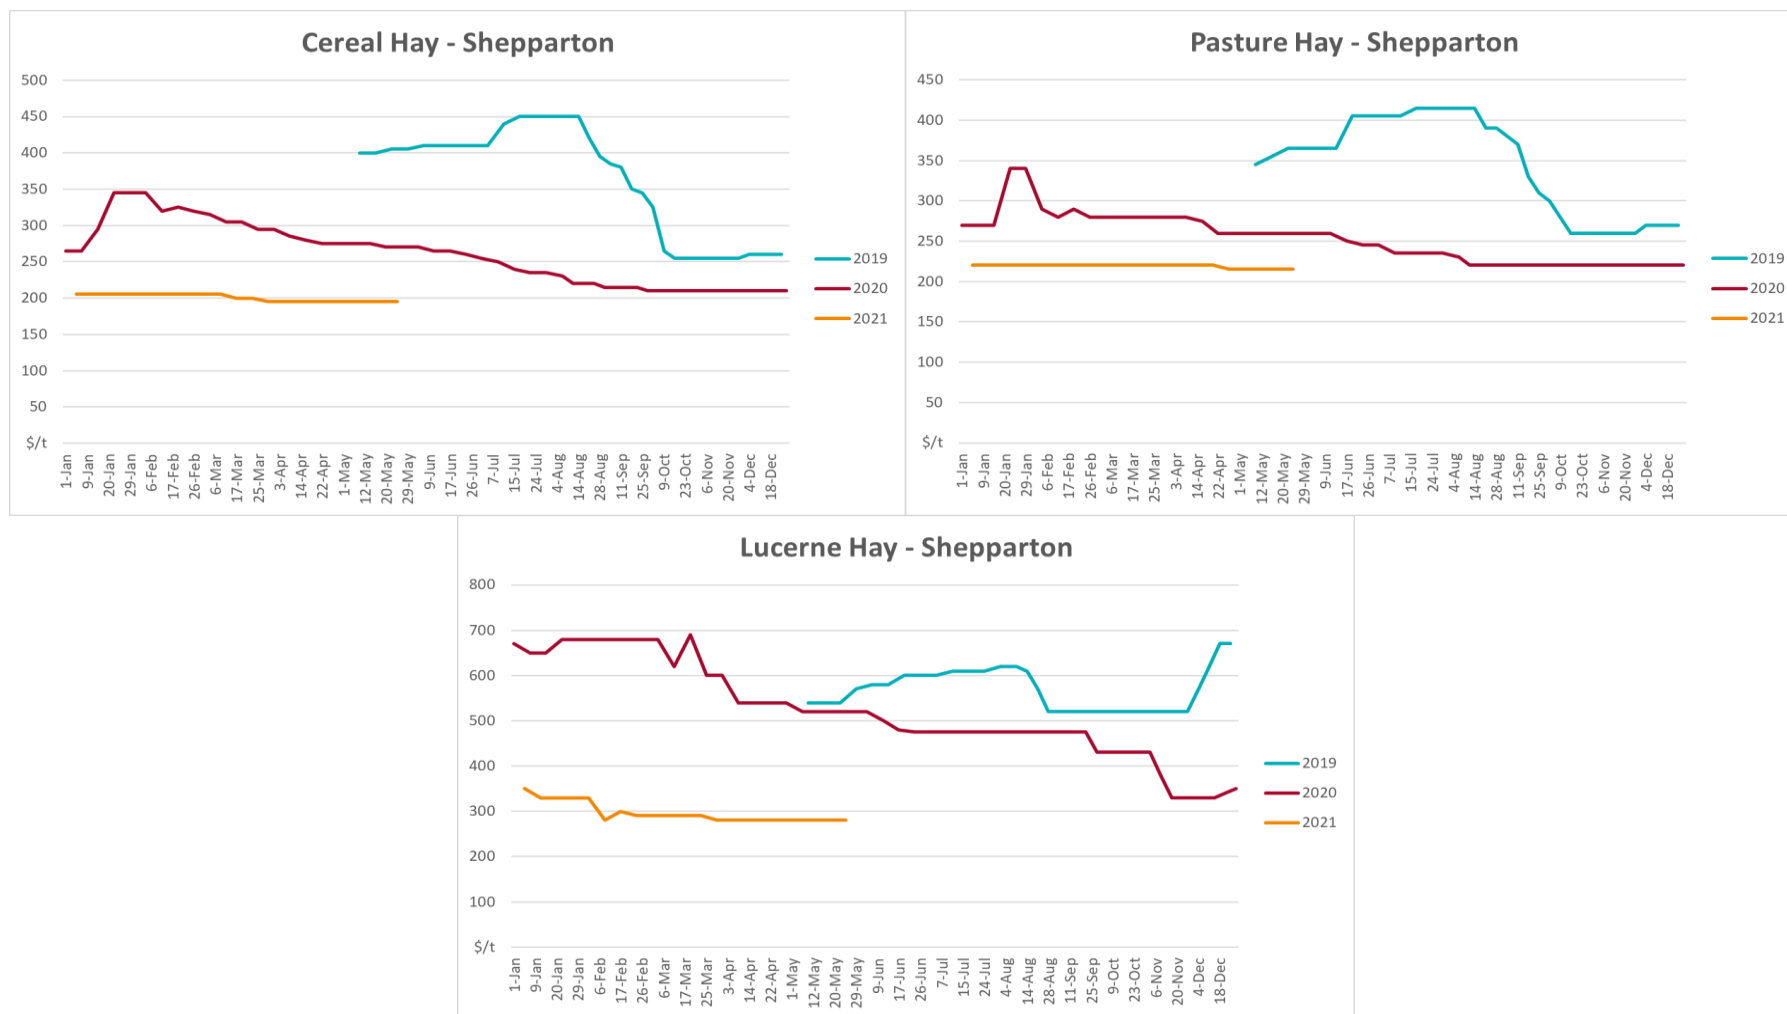 Cereal Hay - Shepparton
500
450
400
350
300
250
200
150
100
50
$/t
1-Jan
9-Jan
20-Jan
29-Jan
6-Feb
17-Feb
26-Feb
6-Mar
17-Mar
25-Mar
3-Apr
14-Apr
22-Apr
1-May
12-May
20-May
29-May
9-Jun
17-Jun
26-Jun
7-Jul
15-Jul
24-Jul
4-Aug
14-Aug
28-Aug
11-Sep
25-Sep
9-Oct
23-Oct
6-Nov
20-Nov
4-Dec
18-Dec
2019
2020
2021
Pasture Hay - Shepparton
450
400
350
300
250
200
150
100
50
$/t
1-Jan
9-Jan
20-Jan
29-Jan
6-Feb
17-Feb
26-Feb
6-Mar
17-Mar
25-Mar
3-Apr
14-Apr
22-Apr
1-May
12-May
20-May
29-May
9-Jun
17-Jun
26-Jun
7-Jul
15-Jul
24-Jul
4-Aug
14-Aug
28-Aug
11-Sep
25-Sep
9-Oct
23-Oct
6-Nov
20-Nov
4-Dec
18-Dec
2019
2020
2021
Lucerne Hay - Shepparton
800
700
600
500
400
300
200
100
$/t
1-Jan
9-Jan
20-Jan
29-Jan
6-Feb
17-Feb
26-Feb
6-Mar
17-Mar
25-Mar
3-Apr
14-Apr
22-Apr
1-May
12-May
20-May
29-May
9-Jun
17-Jun
26-Jun
7-Jul
15-Jul
24-Jul
4-Aug
14-Aug
28-Aug
11-Sep
25-Sep
9-Oct
23-Oct
6-Nov
20-Nov
4-Dec
18-Dec
2019
2020
2021